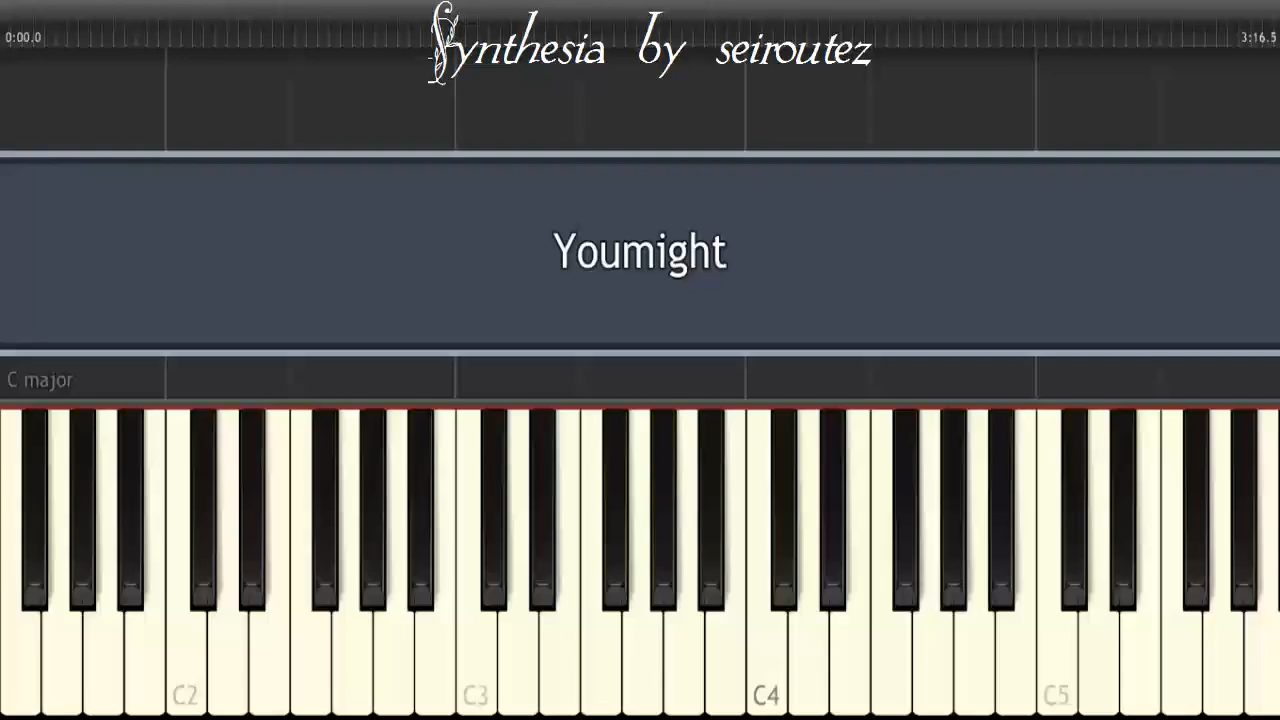 Synthesia by seiroutez
0:00.0
3:16.5
Youmight
C major
C2
C3
C4
C5